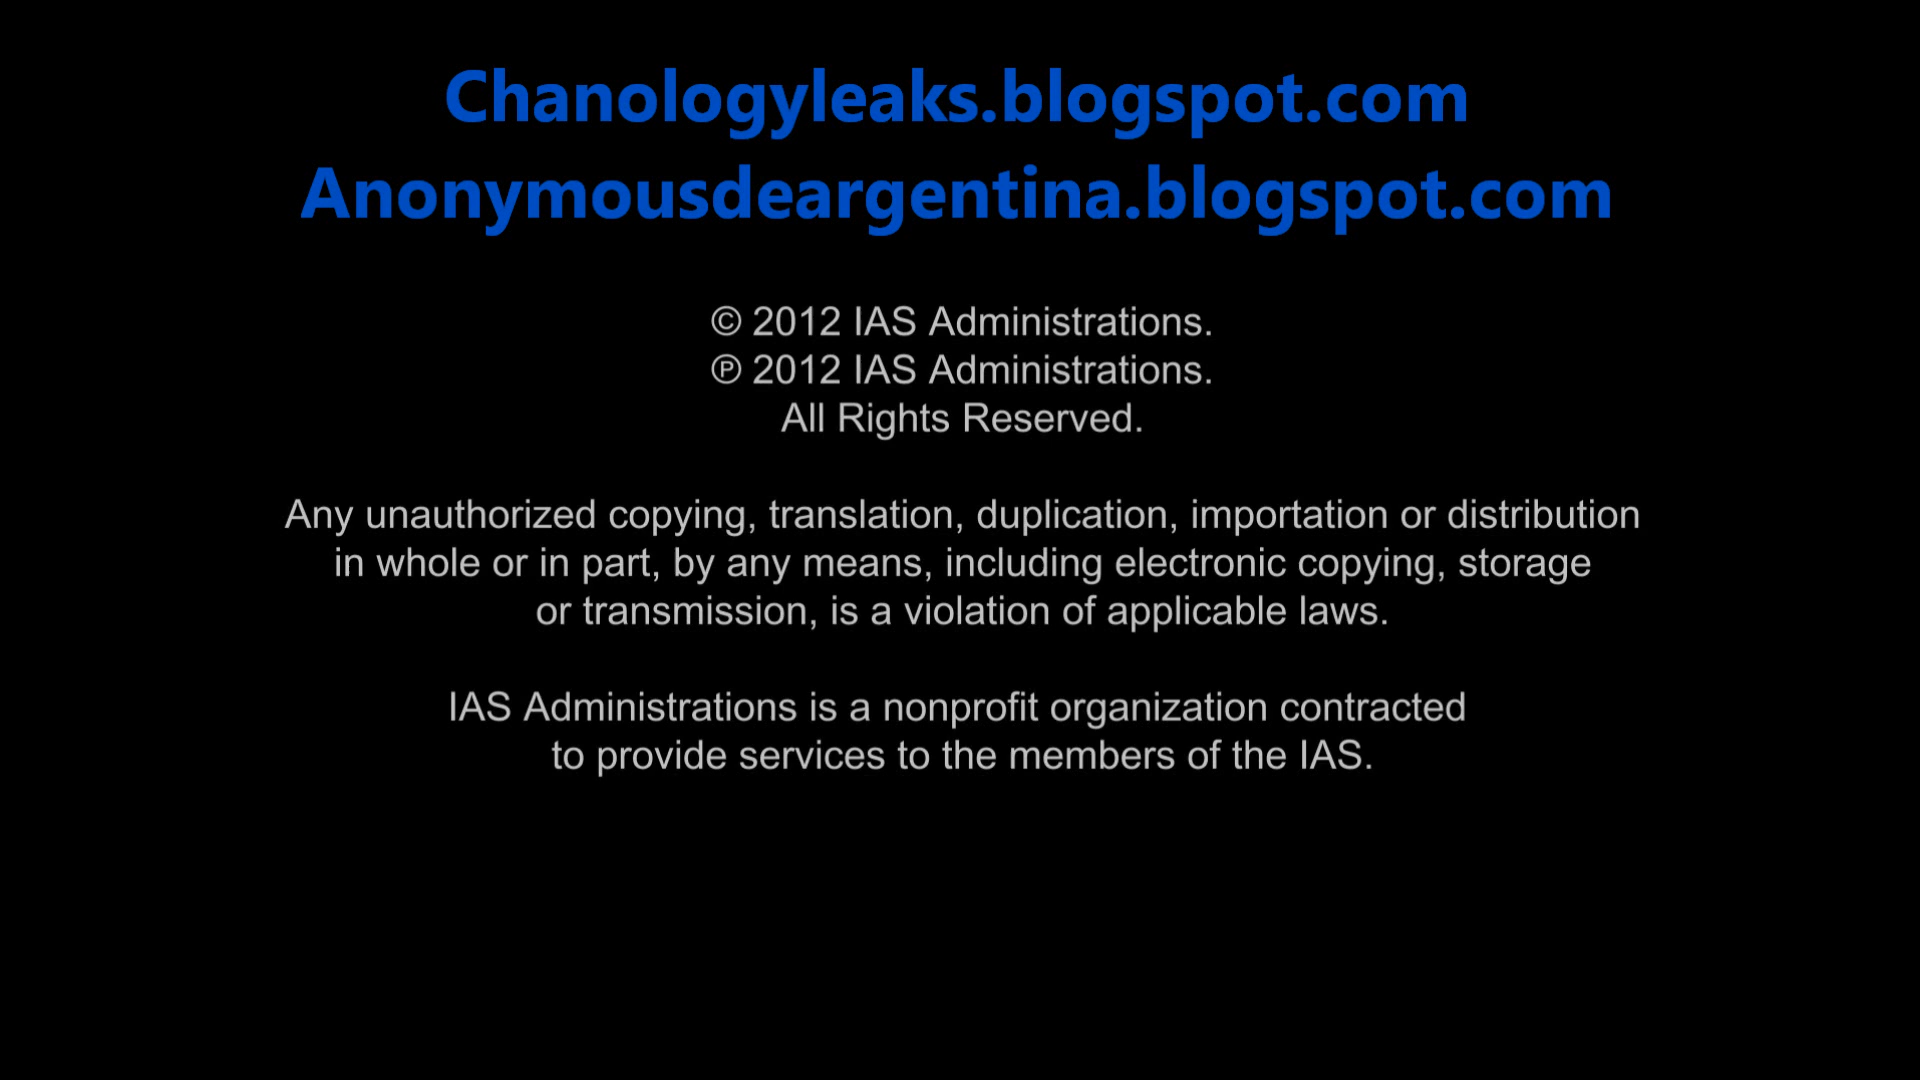 Chanologyleaks.blogspot.com
Anonymousdeargentina.blogspot.com
© 2012 IAS Administrations.
℗ 2012 IAS Administrations.
All Rights Reserved.
Any unauthorized copying, translation, duplication, importation or distribution
in whole or in part, by any means, including electronic copying, storage
or transmission, is a violation of applicable laws.
IAS Administrations is a nonprofit organization contracted
to provide services to the members of the IAS.